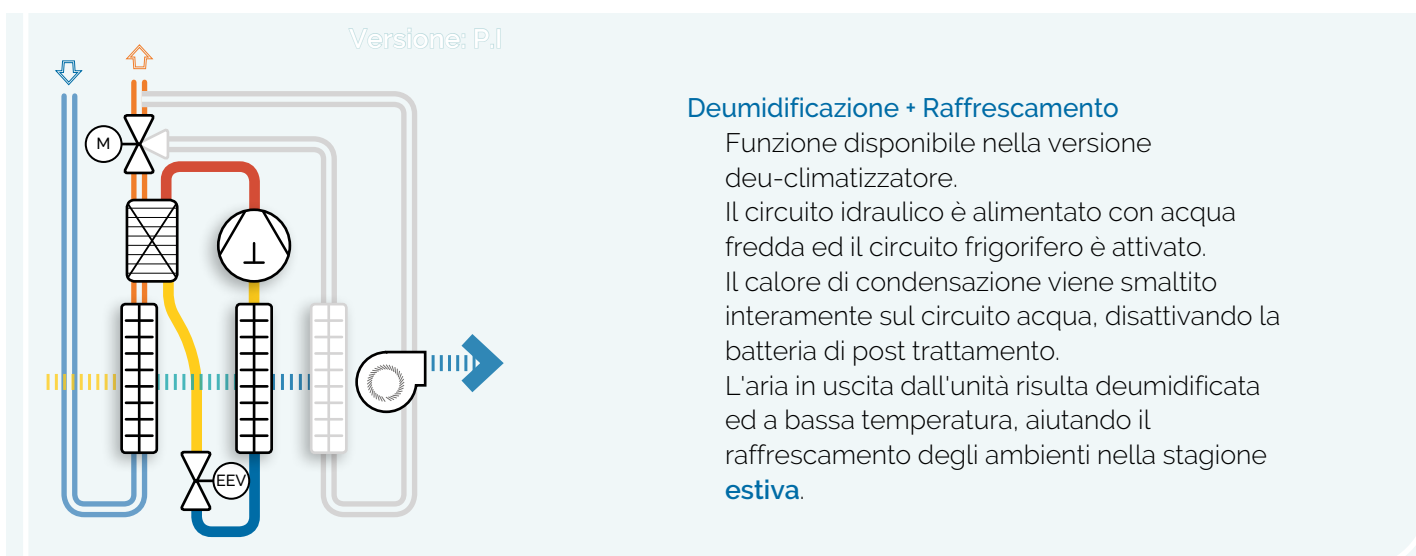 Versione: P.I
M
EEV
Deumidificazione + Raffrescamento
Funzione disponibile nella versione
deu-climatizzatore.
Il circuito idraulico è alimentato con acqua
fredda ed il circuito frigorifero è attivato.
Il calore di condensazione viene smaltito
interamente sul circuito acqua, disattivando la
batteria di post trattamento.
L'aria in uscita dall'unità risulta deumidificata
ed a bassa temperatura, aiutando il
raffrescamento degli ambienti nella stagione
estiva.